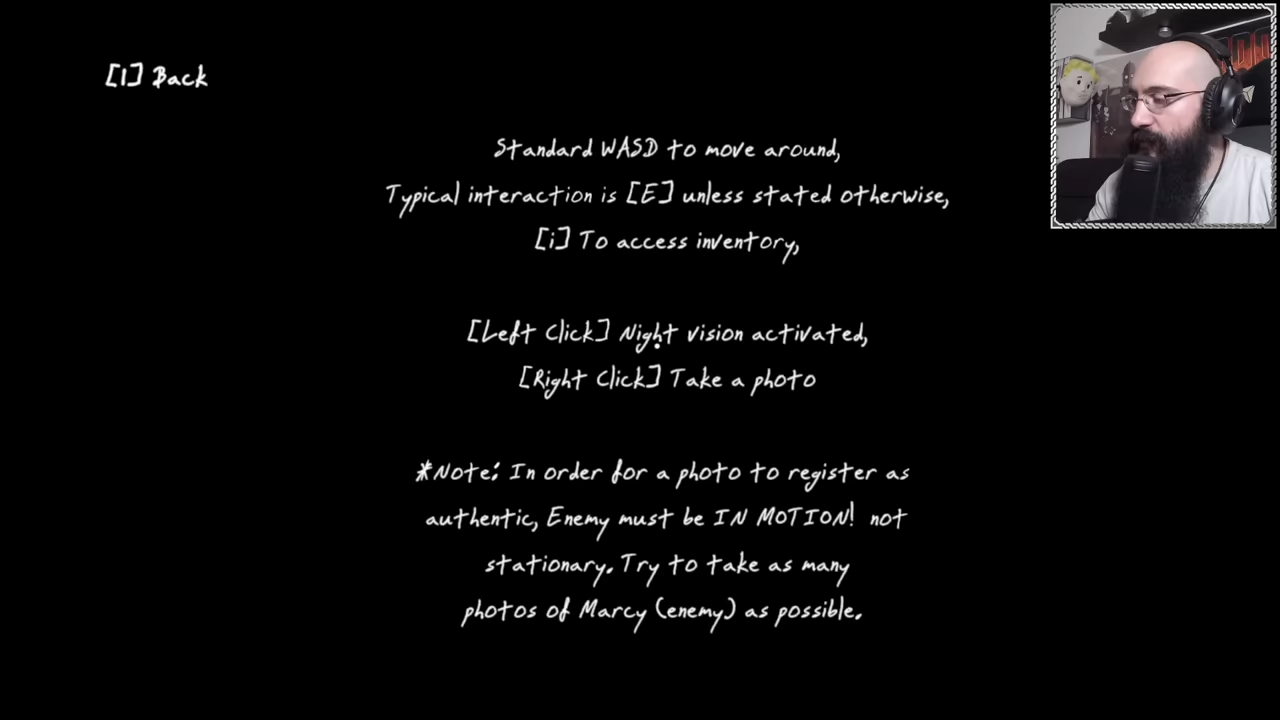 [1] Back
Standard WASD to move around,
Typical interaction is [E] unless stated otherwise,
[i] To access inventory,
[Left Click] Night vision activated,
[Right Click] Take a photo
*Note: In order for a photo to register as
authentic, Enemy must be IN MOTION! not
stationary. Try to take as many
photos of Marcy (enemy) as possible.